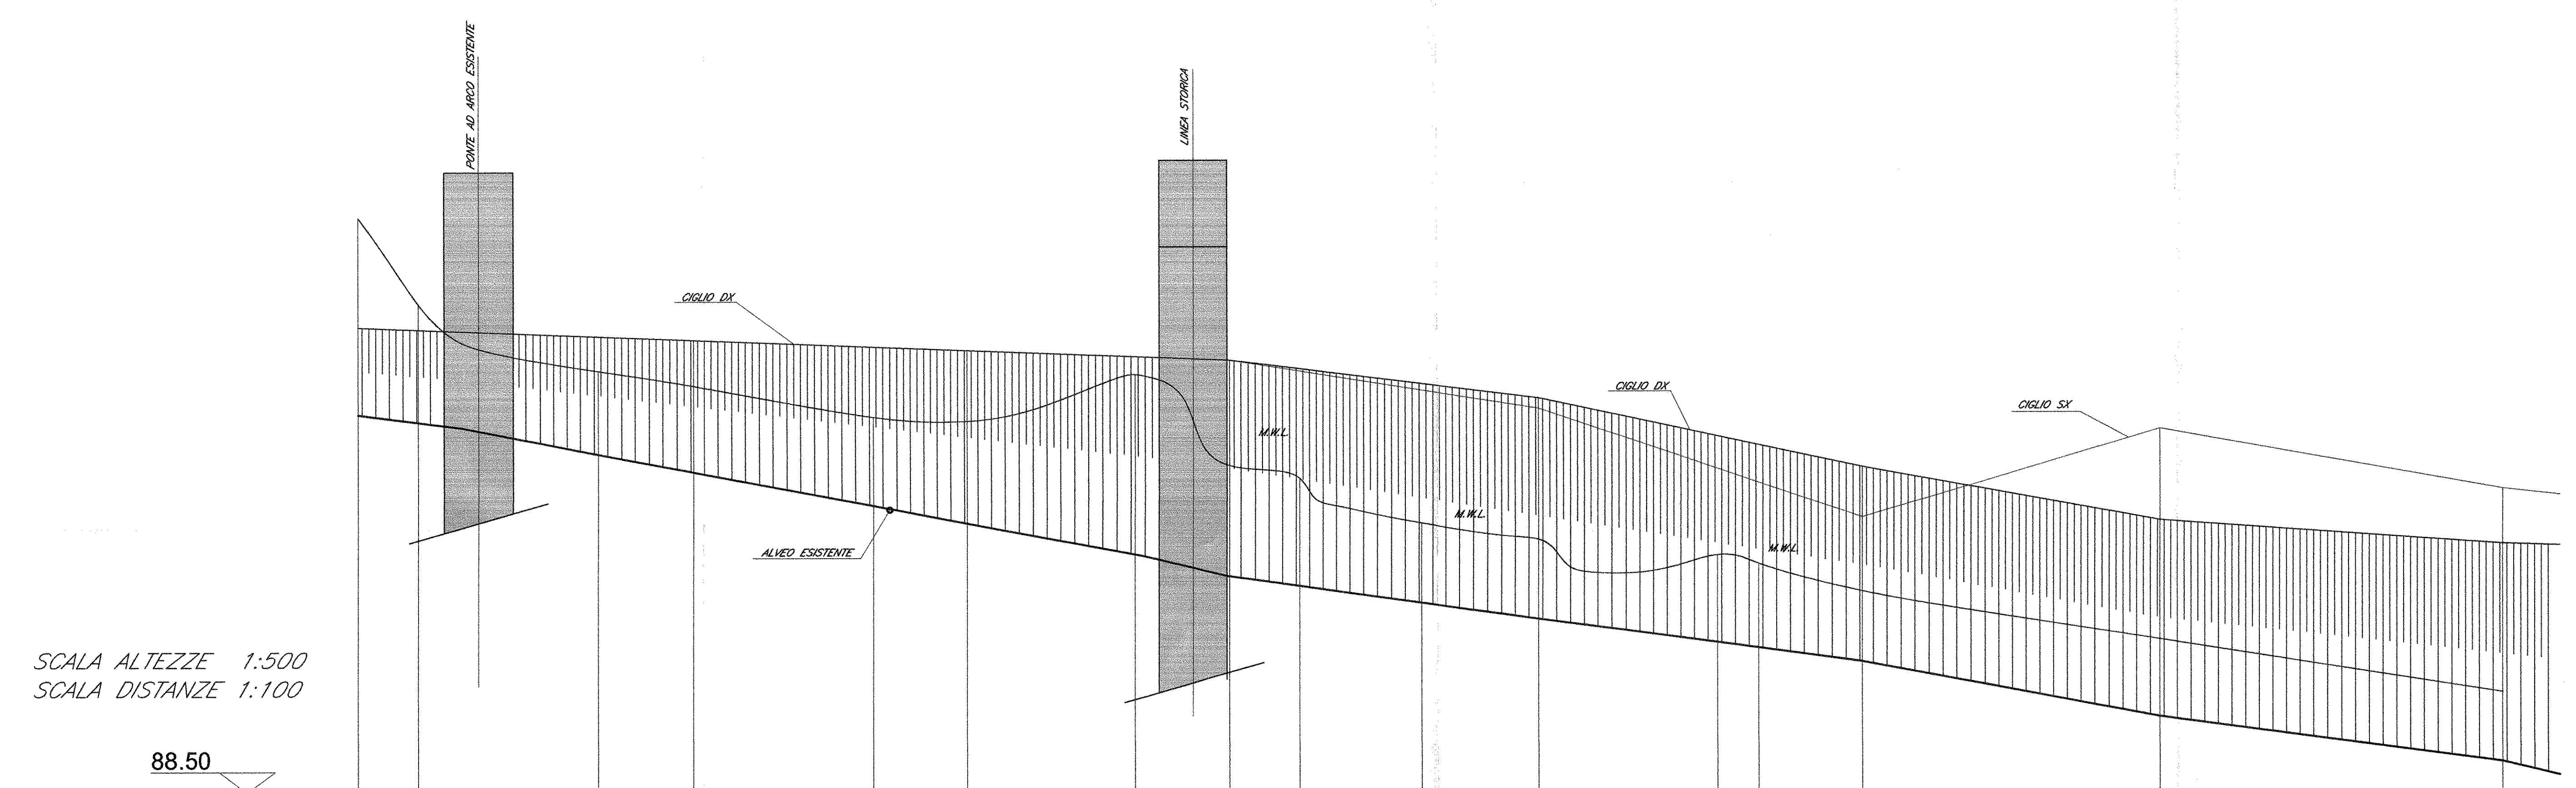 PONTE AD ARCO ESISTENTE
LINEA STORICA
CIGLIO DX
CIGLIO DX
CIGLIO SX
M.W.L.
M.W.L.
M.W.L.
ALVEO ESISTENTE
SCALA ALTEZZE 1:500
SCALA DISTANZE 1:100
88.50